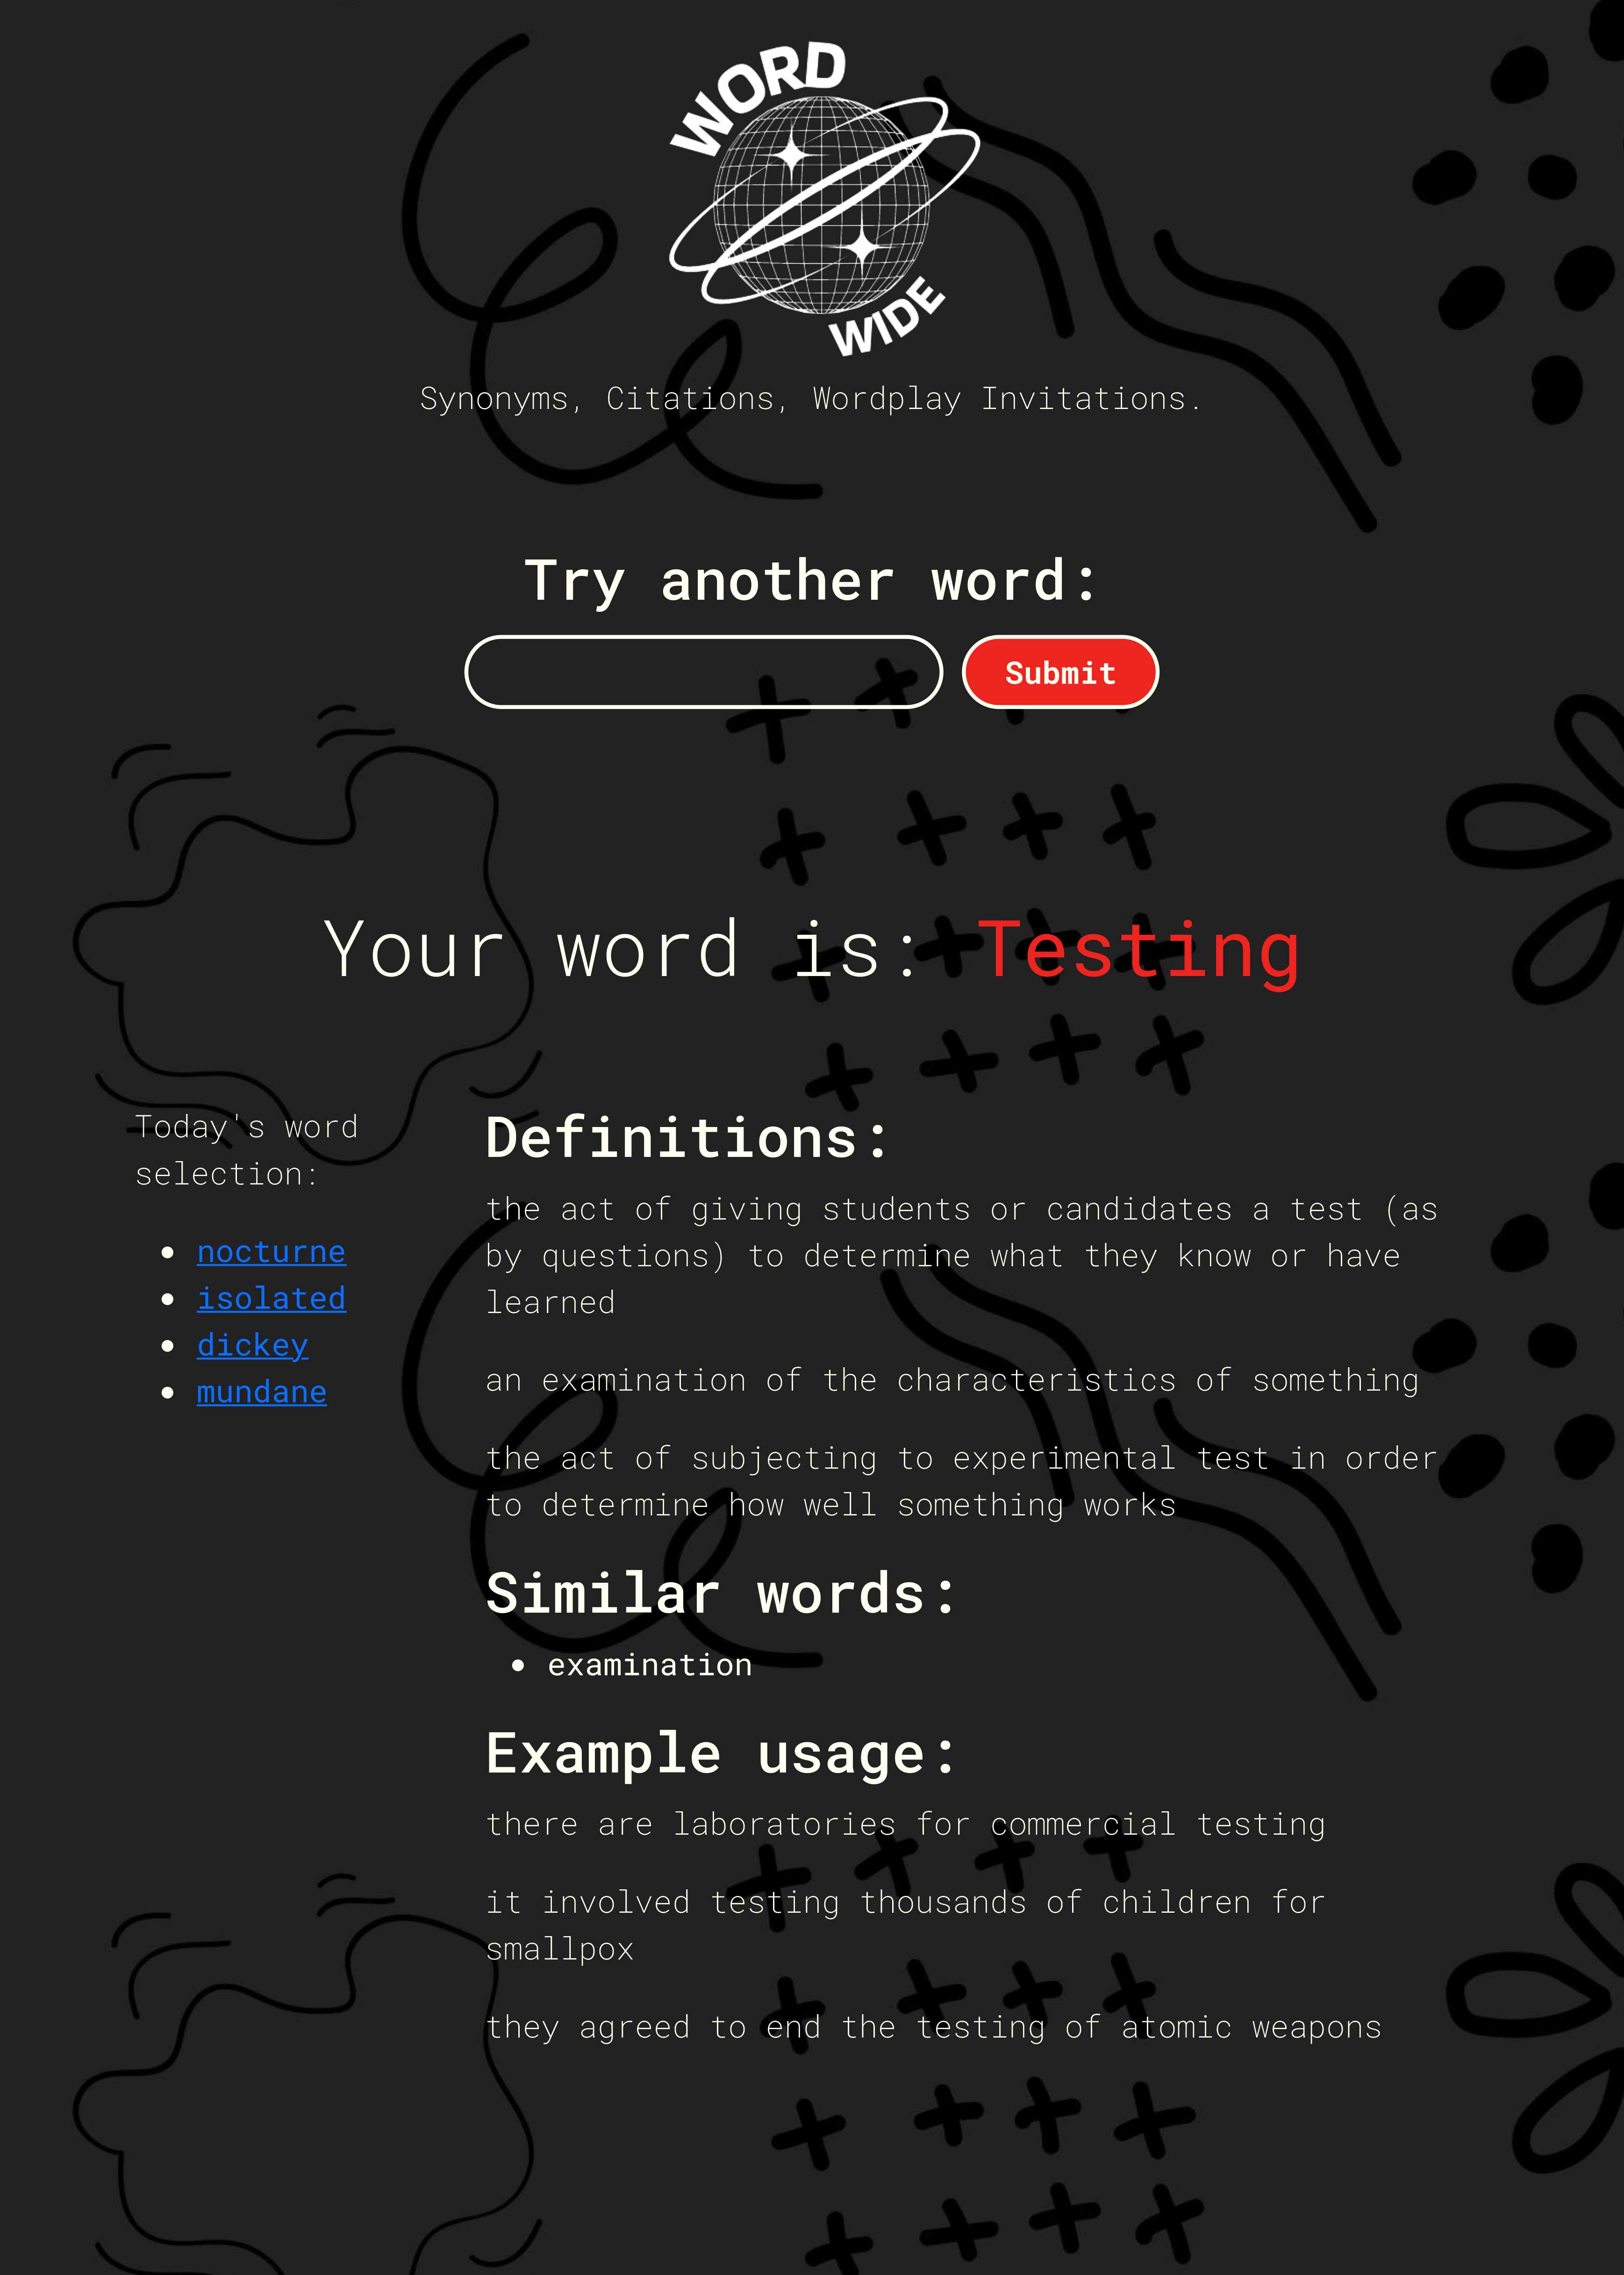 WORD
WIDE
Synonyms, Citations, Wordplay Invitations.
Try another word:
Submit
Your word is: Testing
Today's word
selection:
nocturne
isolated
dickey
mundane
Definitions:
the act of giving students or candidates a test (as
by questions) to determine what they know or have
learned
an examination of the characteristics of something
the act of subjecting to experimental test in order
to determine how well something works
Similar words:
examination
Example usage:
there are laboratories for commercial testing
it involved testing thousands of children for
smallpox
they agreed to end the testing of atomic weapons